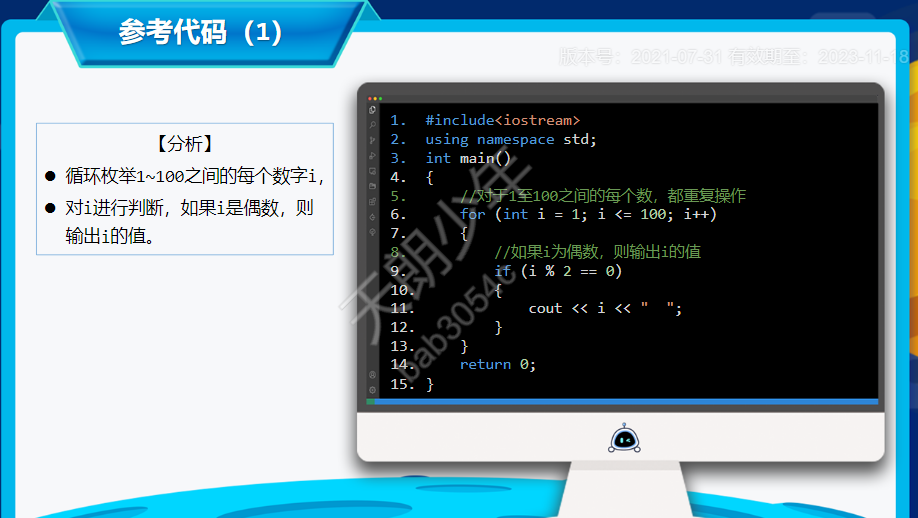 参考代码（1）
版本号：2021-07-31 有效期至：2023-11-18
【分析】
● 循环枚举1~100之间的每个数字i，
● 对i进行判断，如果i是偶数，则
输出i的值。
1. #include<iostream>
2. using namespace std;
3. int main()
4. {
5. //对于1至100之间的每个数，都重复操作
6. for (int i = 1; i <= 100; i++)
7. {
8. //如果i为偶数，则输出i的值
9. if (i % 2 == 0)
10. {
11. cout << i << "  ";
12. }
13. }
14. return 0;
15. }
天朗少年
bab3054c